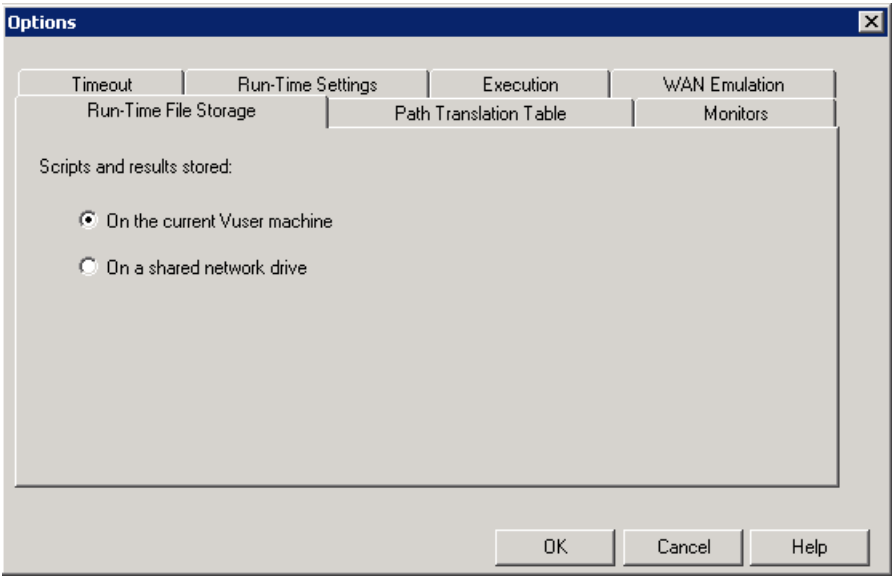 Options
Timeout Run-Time Settings Execution WAN Emulation
Run-Time File Storage Path Translation Table Monitors
Scripts and results stored:
On the current Vuser machine
On a shared network drive
OK Cancel Help